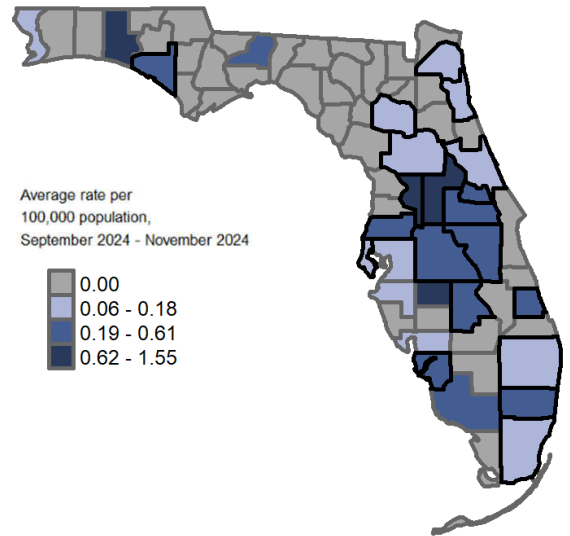 Average rate per
100,000 population,
September 2024 - November 2024
0.00
0.06 - 0.18
0.19 - 0.61
0.62 - 1.55